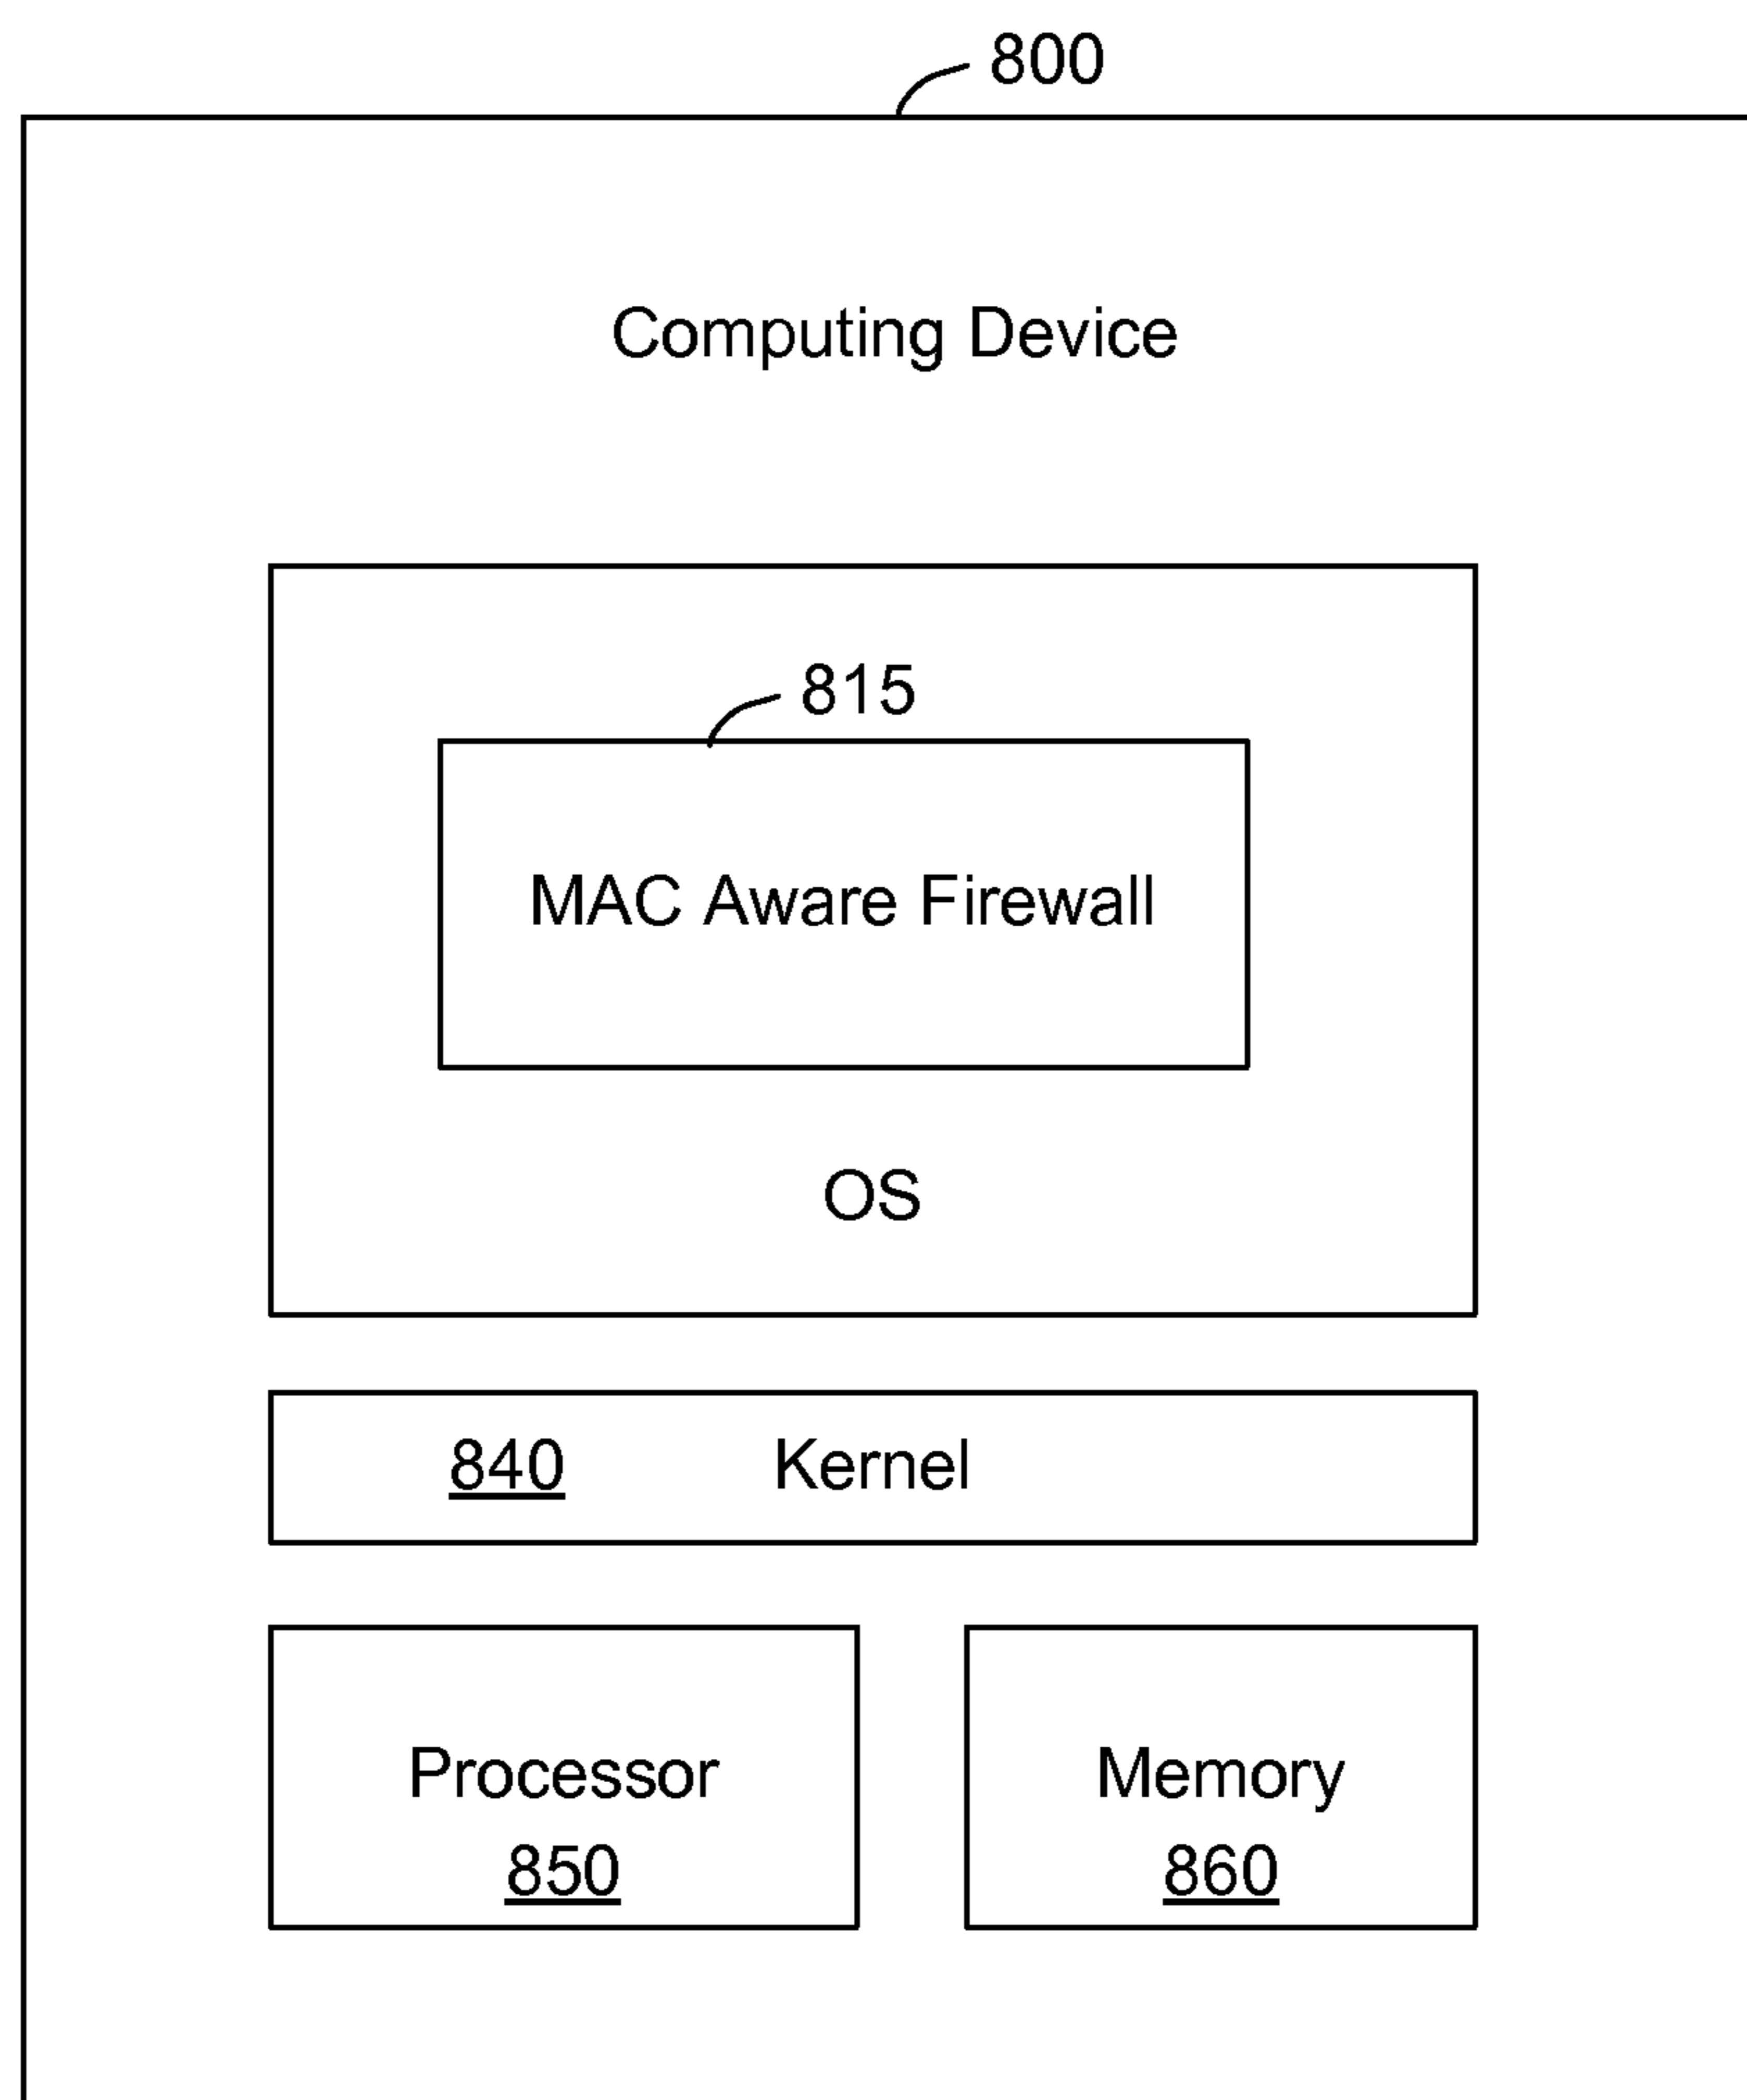 800
Computing Device
815
MAC Aware Firewall
OS
840 Kernel
Processor
850
Memory
860